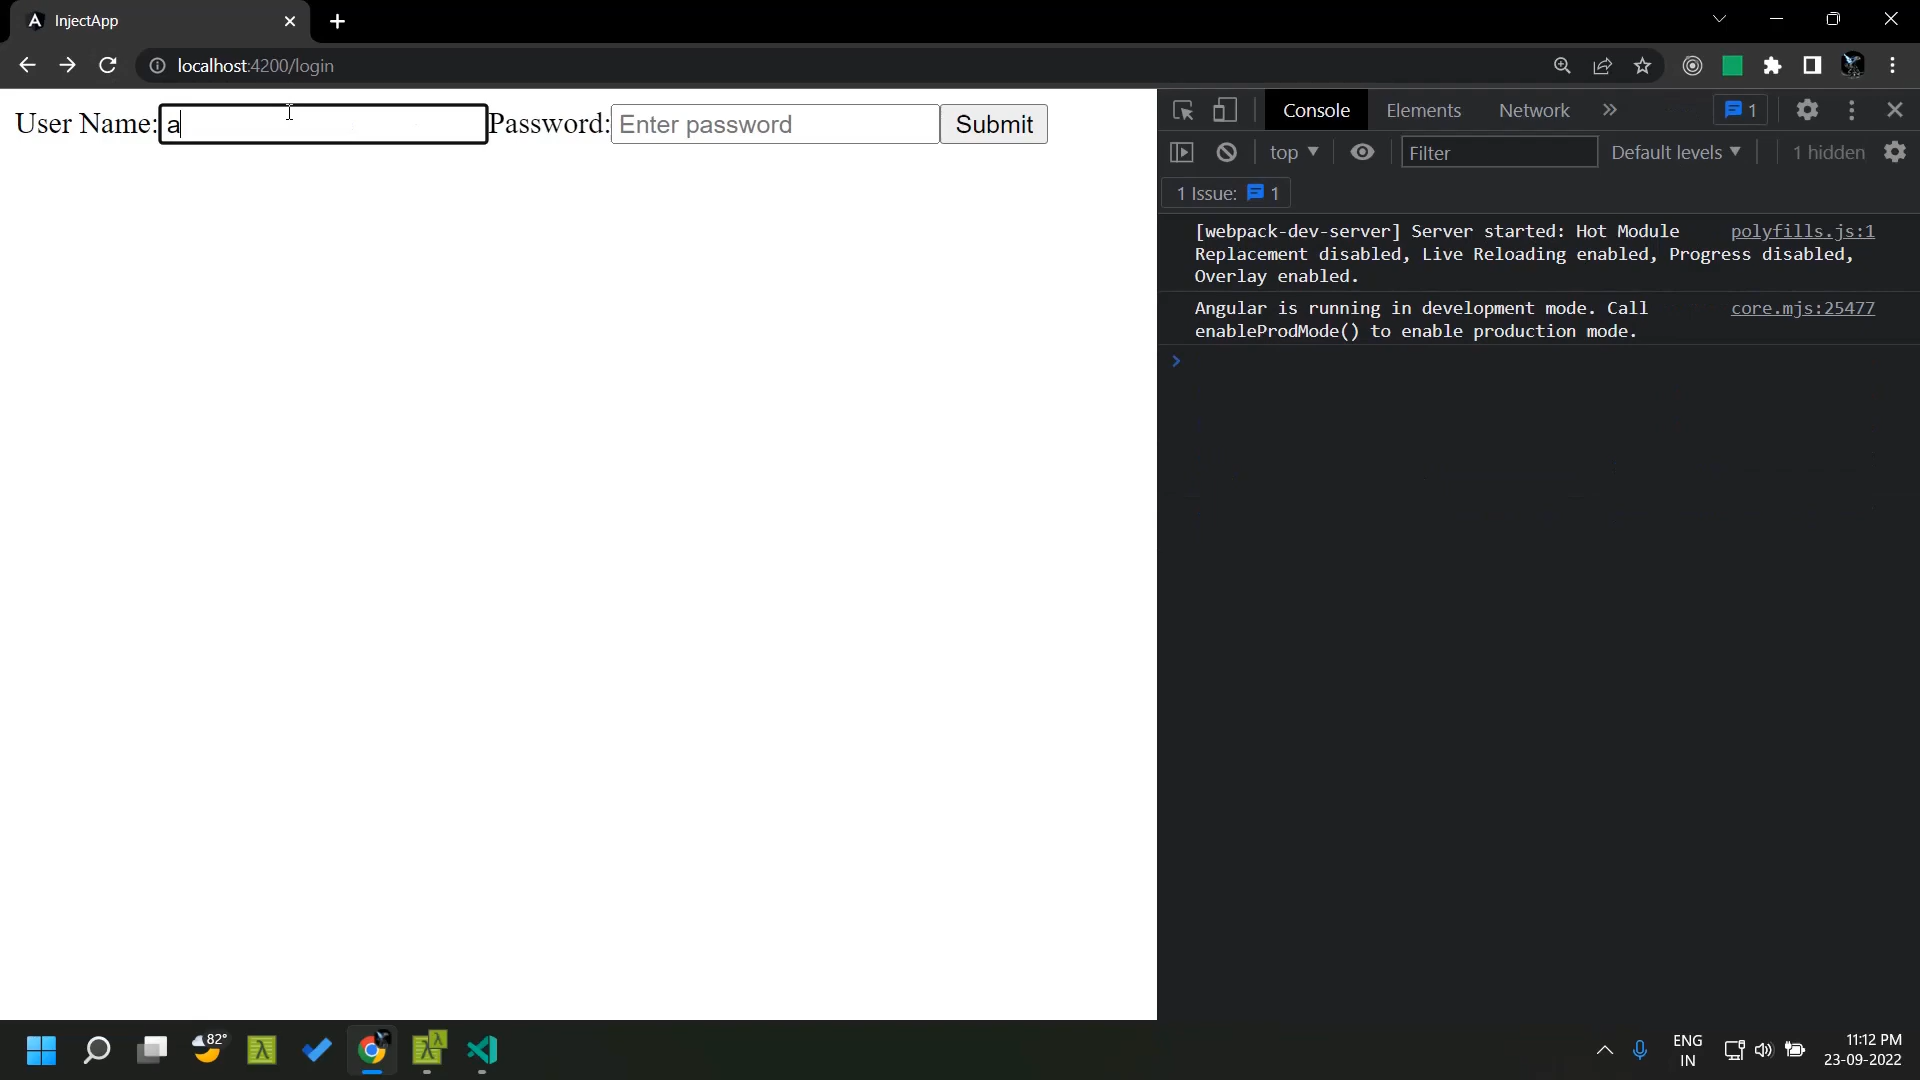 InjectApp
localhost:4200/login
User Name: a Password: Enter password Submit
Console Elements Network 1
top Filter Default levels 1 hidden
1 Issue: 1
[webpack-dev-server] Server started: Hot Module polyfills.js:1
Replacement disabled, Live Reloading enabled, Progress disabled,
Overlay enabled.
Angular is running in development mode. Call core.mjs:25477
enableProdMode() to enable production mode.
82°
ENG
IN
11:12 PM
23-09-2022